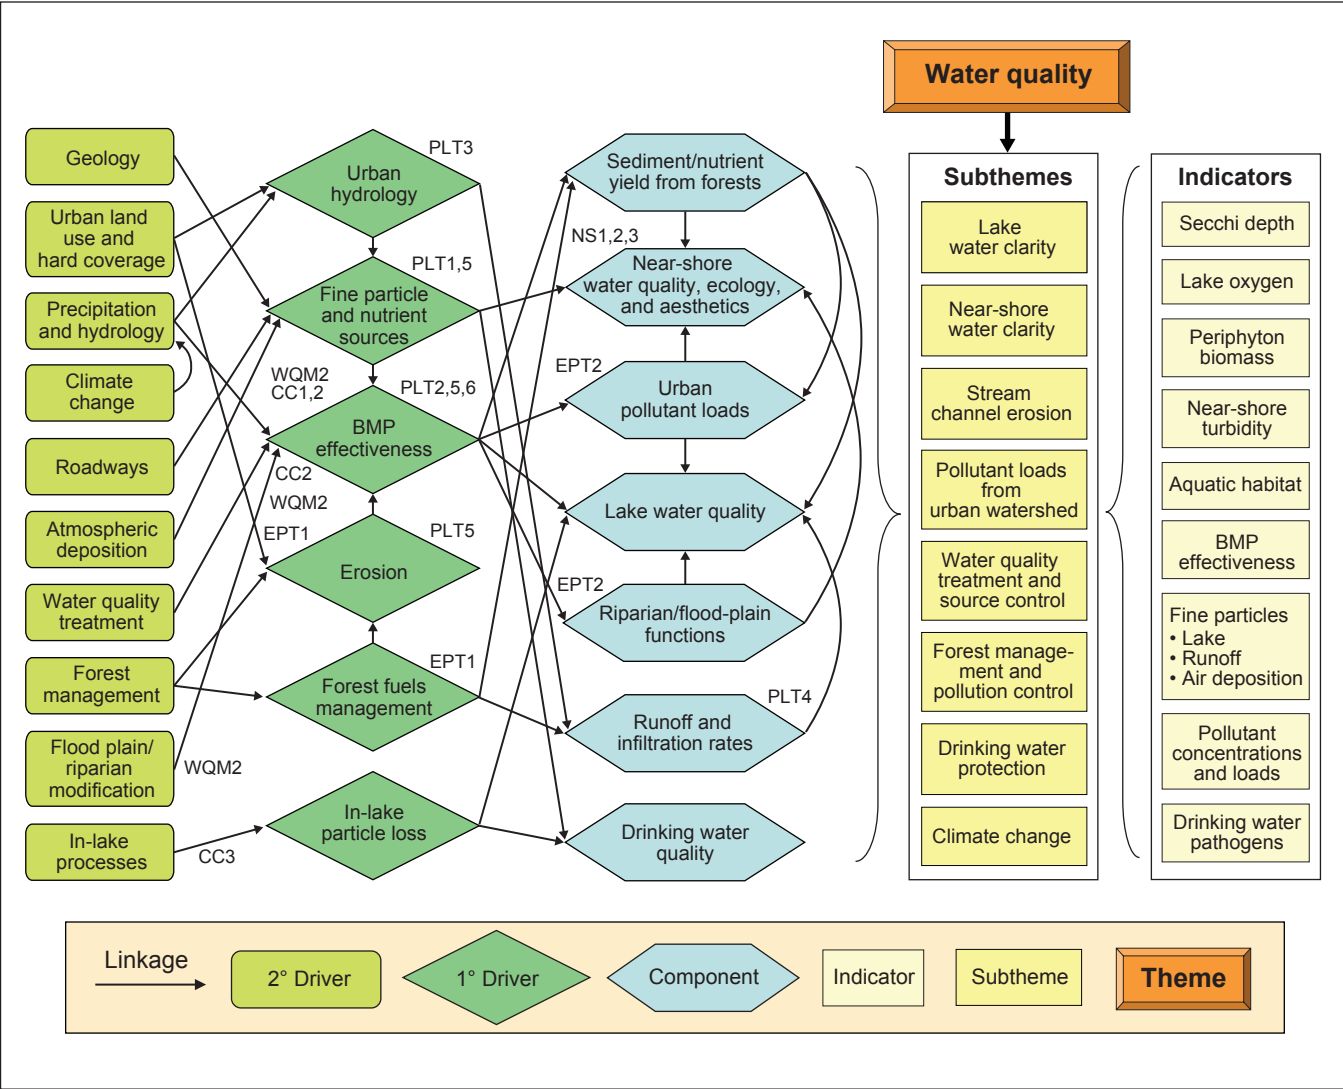 Water quality
Geology
Urban land
use and
hard coverage
Precipitation
and hydrology
Climate
change
Roadways
Atmospheric
deposition
Water quality
treatment
Forest
management
Flood plain/
riparian
modification
In-lake
processes
PLT3
Urban
hydrology
PLT1,5
Fine particle
and nutrient
sources
WQM2
CC1,2
PLT2,5,6
BMP
effectiveness
CC2
WQM2
EPT1
PLT5
Erosion
EPT1
Forest fuels
management
WQM2
In-lake
particle loss
CC3
Sediment/nutrient
yield from forests
NS1,2,3
Near-shore
water quality, ecology,
and aesthetics
EPT2
Urban
pollutant loads
Lake water quality
EPT2
Riparian/flood-plain
functions
PLT4
Runoff and
infiltration rates
Drinking water
quality
Subthemes
Lake
water clarity
Near-shore
water clarity
Stream
channel erosion
Pollutant loads
from
urban watershed
Water quality
treatment and
source control
Forest manage-
ment and
pollution control
Drinking water
protection
Climate change
Indicators
Secchi depth
Lake oxygen
Periphyton
biomass
Near-shore
turbidity
Aquatic habitat
BMP
effectiveness
Fine particles
• Lake
• Runoff
• Air deposition
Pollutant
concentrations
and loads
Drinking water
pathogens
Linkage
2° Driver
1° Driver
Component
Indicator
Subtheme
Theme